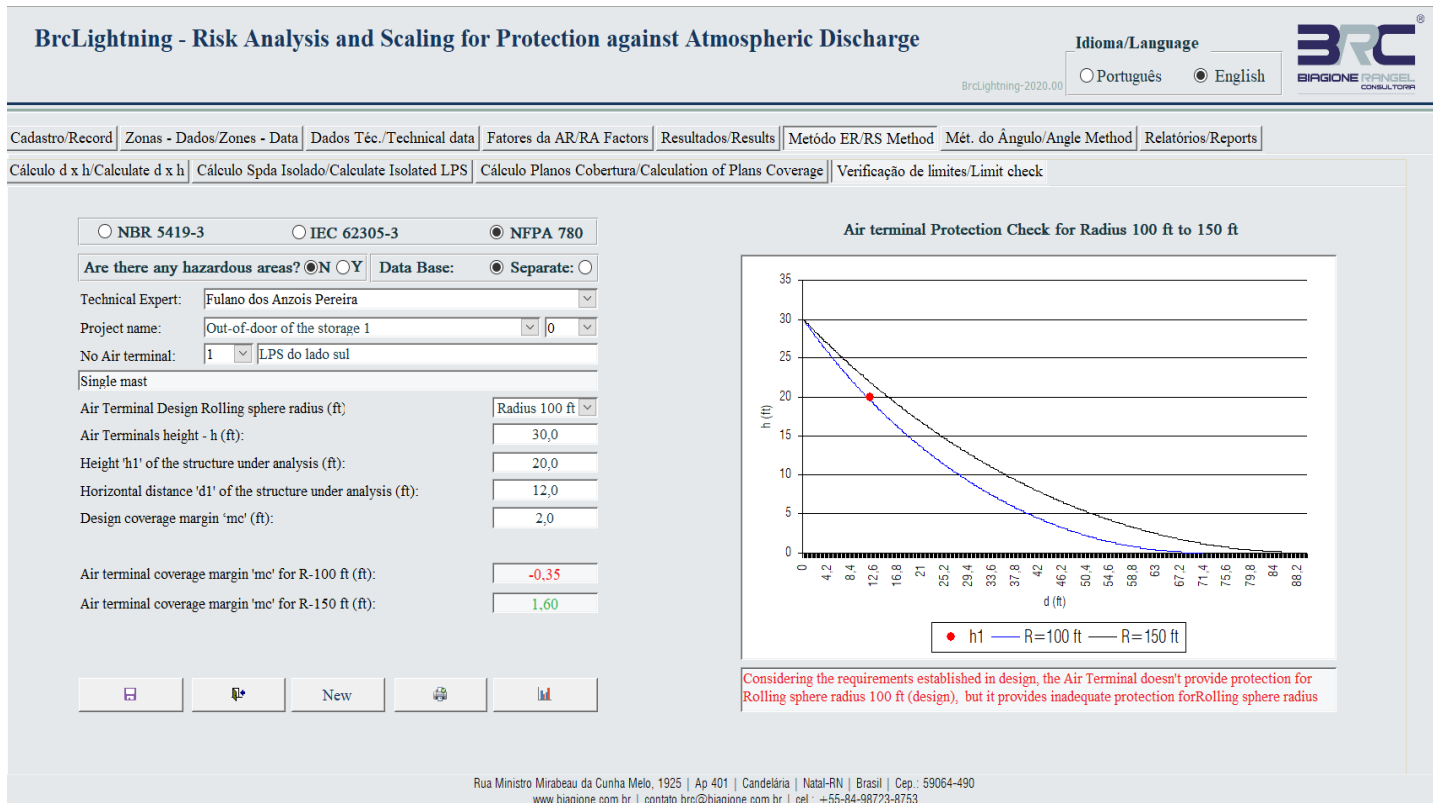 BrcLightning - Risk Analysis and Scaling for Protection against Atmospheric Discharge
BrcLightning-2020.00
Idioma/Language
Português English
BRC ®
BIAGIONE RANGEL
CONSULTORIA
Cadastro/Record Zonas - Dados/Zones - Data Dados Téc./Technical data Fatores da AR/RA Factors Resultados/Results Metódo ER/RS Method Mét. do Ângulo/Angle Method Relatórios/Reports
Cálculo d x h/Calculate d x h Cálculo Spda Isolado/Calculate Isolated LPS Cálculo Planos Cobertura/Calculation of Plans Coverage Verificação de limites/Limit check
NBR 5419-3 IEC 62305-3 NFPA 780
Are there any hazardous areas? N Y Data Base: Separate:
Technical Expert: Fulano dos Anzois Pereira
Project name: Out-of-door of the storage 1 0
No Air terminal: 1 LPS do lado sul
Single mast
Air Terminal Design Rolling sphere radius (ft) Radius 100 ft
Air Terminals height - h (ft): 30,0
Height 'h1' of the structure under analysis (ft): 20,0
Horizontal distance 'd1' of the structure under analysis (ft): 12,0
Design coverage margin 'mc' (ft): 2,0
Air terminal coverage margin 'mc' for R-100 ft (ft): -0,35
Air terminal coverage margin 'mc' for R-150 ft (ft): 1,60
New
Air terminal Protection Check for Radius 100 ft to 150 ft
35
30
25
20
15
10
5
0
h (ft)
0 4,2 8,4 12,6 16,8 21 25,2 29,4 33,6 37,8 42 46,2 50,4 54,6 58,8 63 67,2 71,4 75,6 79,8 84 88,2
d (ft)
h1 R=100 ft R=150 ft
Considering the requirements established in design, the Air Terminal doesn't provide protection for
Rolling sphere radius 100 ft (design), but it provides inadequate protection forRolling sphere radius
Rua Ministro Mirabeau da Cunha Melo, 1925 | Ap 401 | Candelária | Natal-RN | Brasil | Cep.: 59064-490
www.biagione.com.br | contato.brc@biagione.com.br | cel.: +55-84-98723-8753